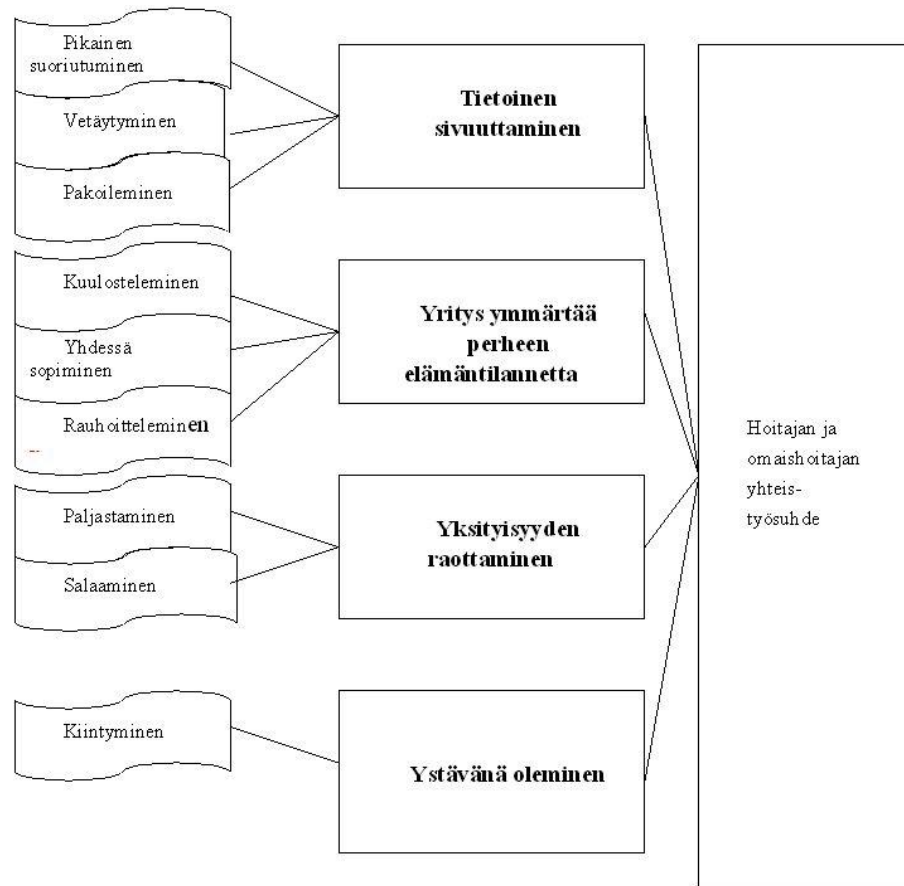 Pikainen
suoriutuminen
Vetäytyminen
Pakoileminen
Tietoinen
sivuuttaminen
Kuulosteleminen
Yhdessä
sopiminen
Rauhoitteleminen
--
Yritys ymmärtää
perheen
elämäntilannetta
Paljastaminen
Salaaminen
Yksityisyyden
raottaminen
Kiintyminen
Ystävänä oleminen
Hoitajan ja
omaishoitajan
yhteis-
työsuhde